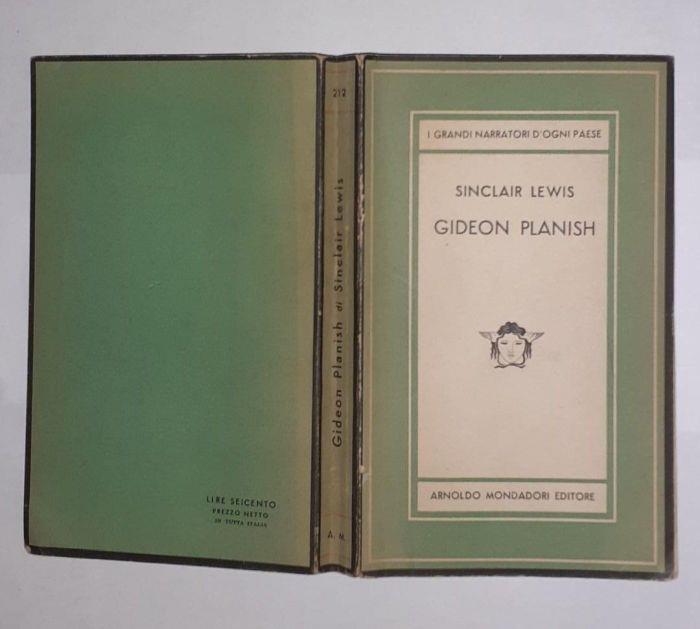 LIRE SEICENTO
PREZZO NETTO
IN TUTTA ITALIA
212
Gideon Planish di Sinclair Lewis
A. M.
I GRANDI NARRATORI D'OGNI PAESE
SINCLAIR LEWIS
GIDEON PLANISH
ARNOLDO MONDADORI EDITORE